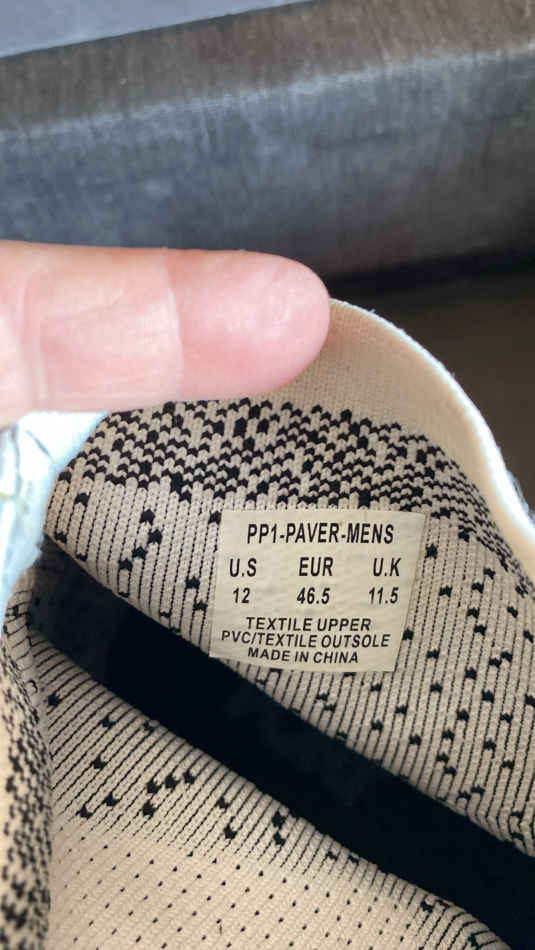 PP1-PAVER-MENS
U.S EUR U.K
12 46.5 11.5
TEXTILE UPPER
PVC/TEXTILE OUTSOLE
MADE IN CHINA